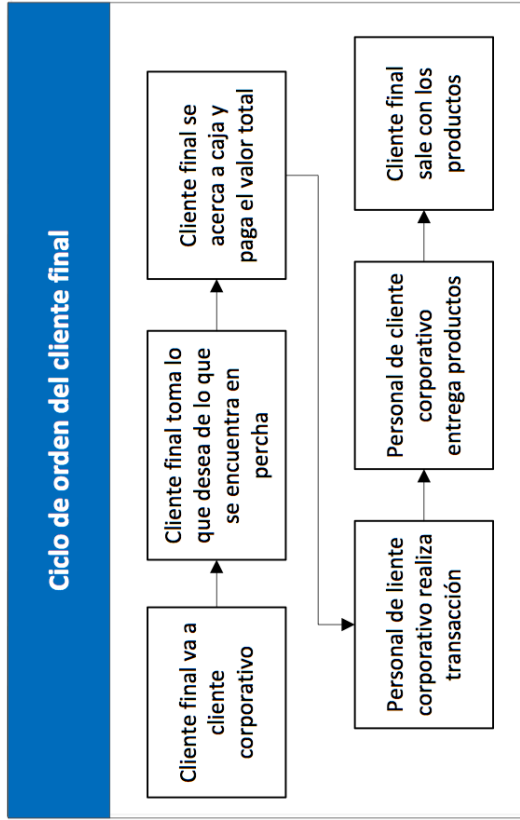 Ciclo de orden del cliente final
Cliente final va a
cliente
corporativo
Cliente final toma lo
que desea de lo que
se encuentra en
percha
Cliente final se
acerca a caja y
paga el valor total
Personal de liente
corporativo realiza
transacción
Personal de cliente
corporativo
entrega productos
Cliente final
sale con los
productos